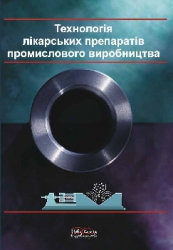 Технологія
лікарських препаратів
промислового виробництва